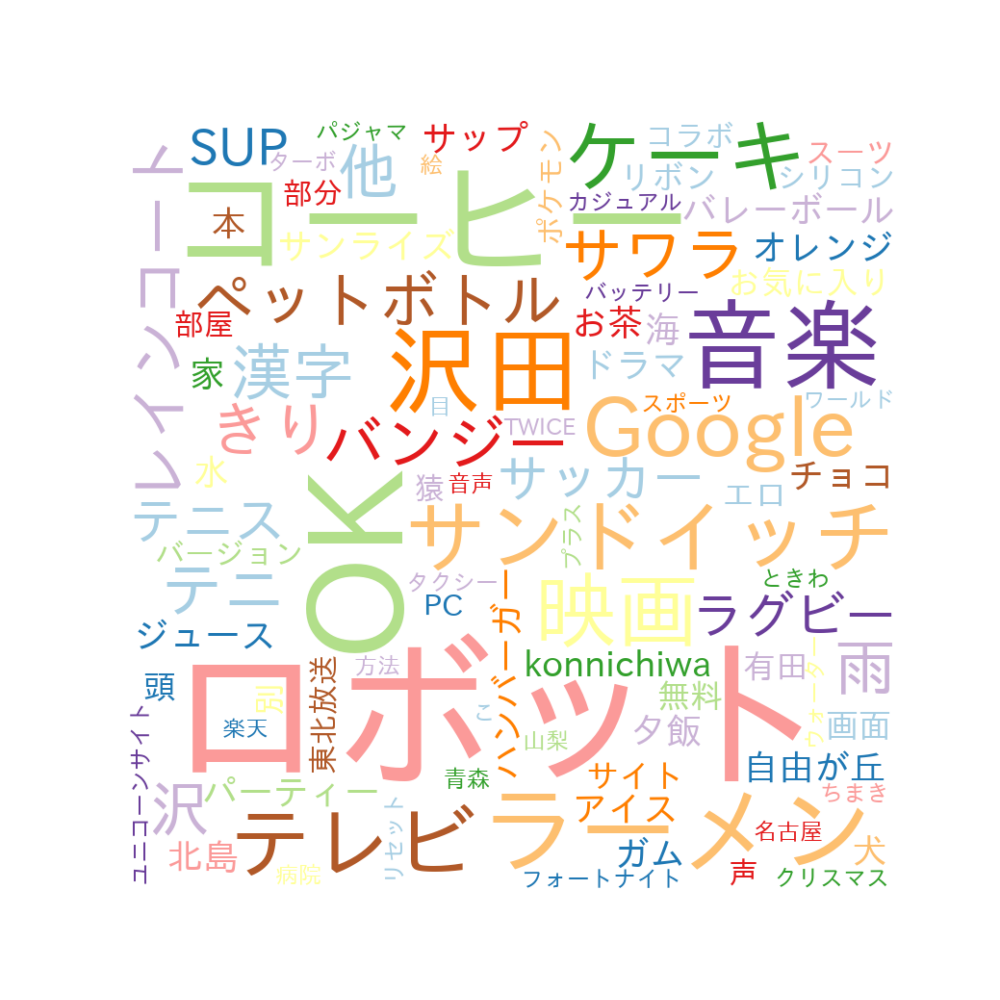 パジャマ
サップ
コラボ
SUP
ケーキ
スーツ
ターボ
他
絵
ポケモン
リボン
シリコン
レインコート
コーヒー
部分
カジュアル
バレーボール
本
サンライズ
サワラ
オレンジ
お気に入り
ペットボトル
バッテリー
部屋
お茶
海
音楽
家
漢字
沢田
ドラマ
目
スポーツ
ワールド
きり
バンジー
TWICE
Google
水
猿
音声
サッカー
エロ
チョコ
テニス
OK
サンドイッチ
プラス
バージョン
テニ
タクシー
ときわ
PC
ハンバーガー
映画
ラグビー
ジュース
konnichiwa
有田
ウォーター
雨
方法
頭
別
東北放送
ロボット
無料
こ
夕飯
画面
楽天
山梨
ユニコーンサイト
青森
サイト
自由が丘
パーティー
沢
テレビ
リセット
ラーメン
アイス
ちまき
名古屋
北島
ガム
犬
病院
フォートナイト
声
クリスマス